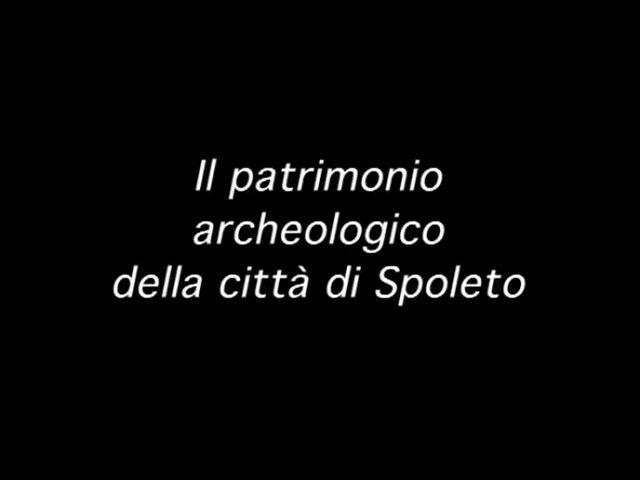 Il patrimonio
archeologico
della città di Spoleto